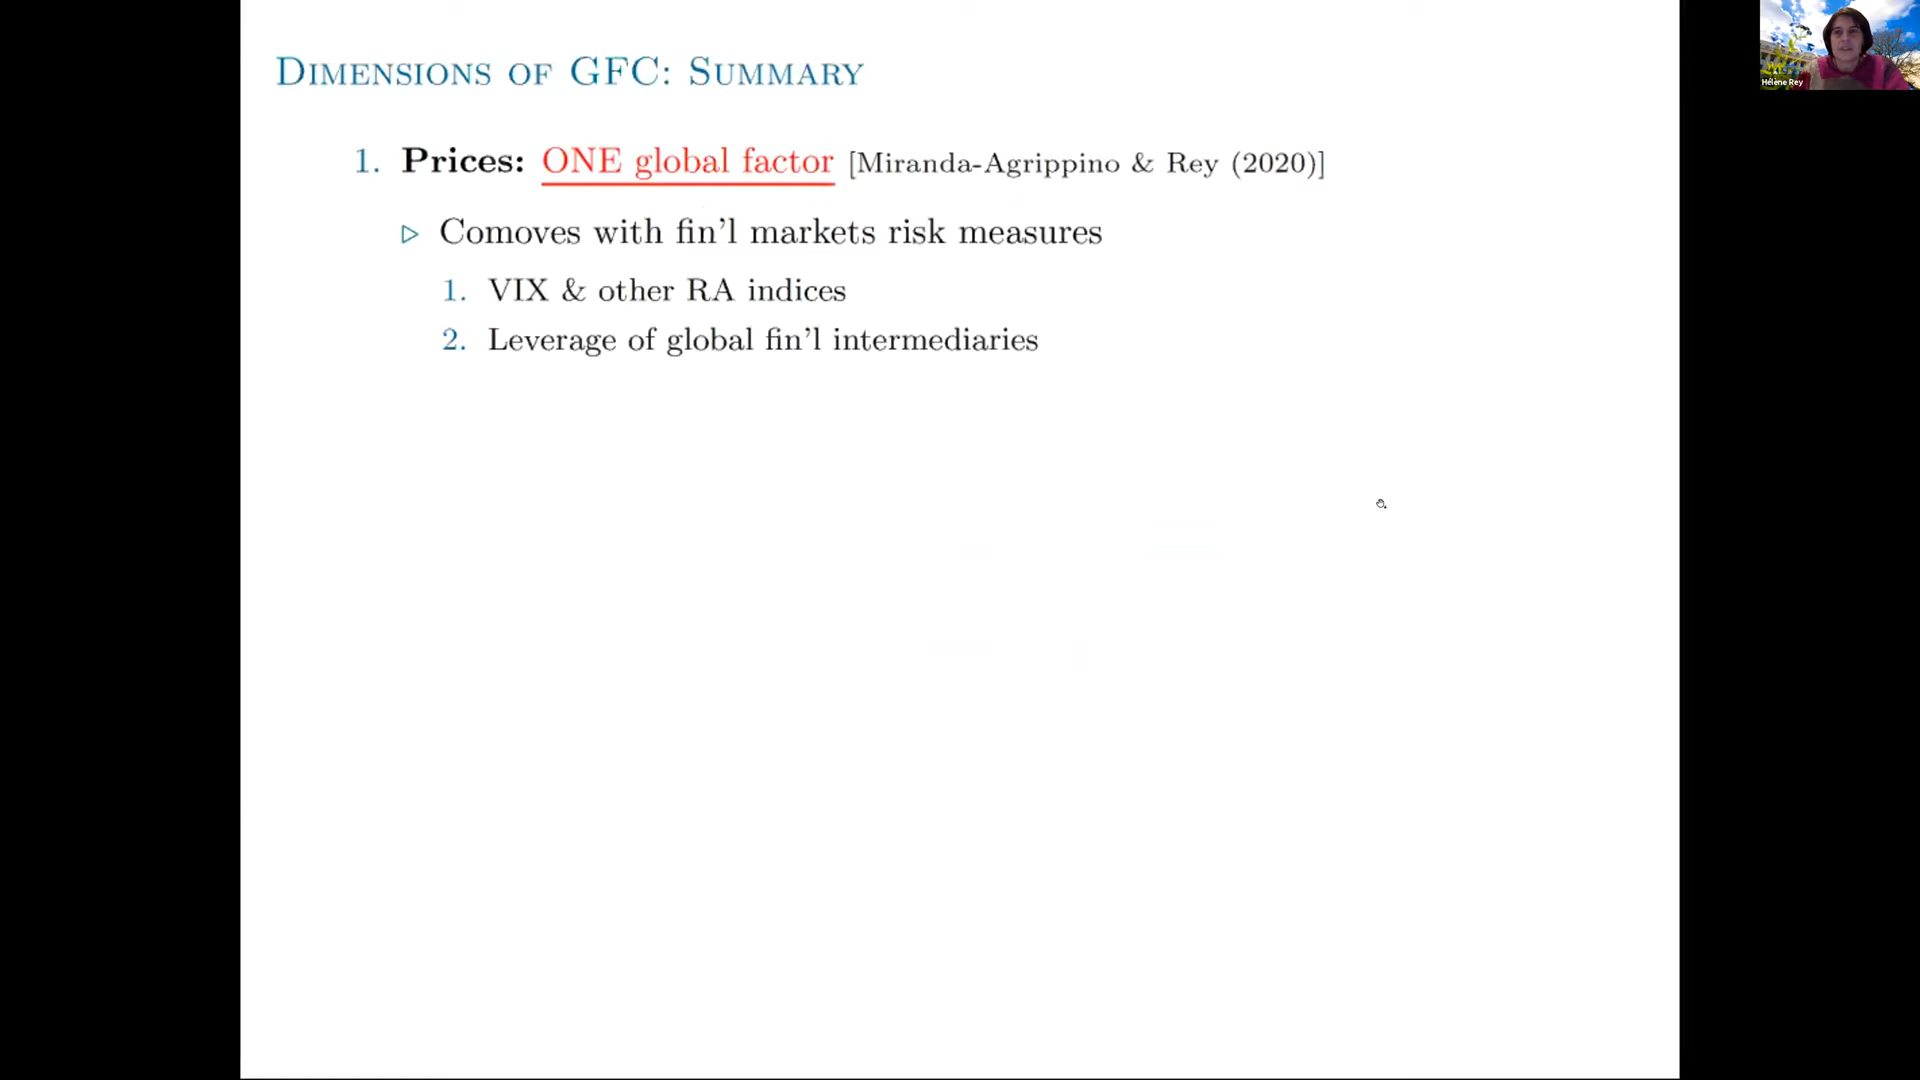 DIMENSIONS OF GFC: SUMMARY
1. Prices: ONE global factor [Miranda-Agrippino & Rey (2020)]
▷ Comoves with fin'l markets risk measures
1. VIX & other RA indices
2. Leverage of global fin'l intermediaries
Hélène Rey